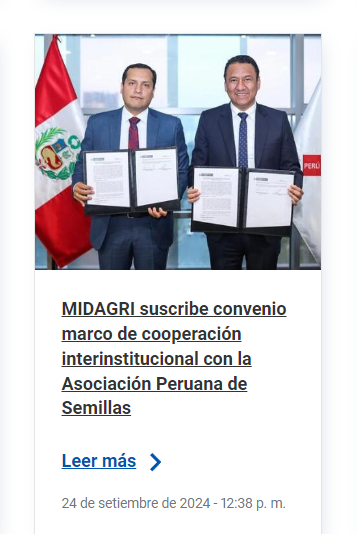 PERÚ
MIDAGRI suscribe convenio
marco de cooperación
interinstitucional con la
Asociación Peruana de
Semillas
Leer más
24 de setiembre de 2024 - 12:38 p. m.